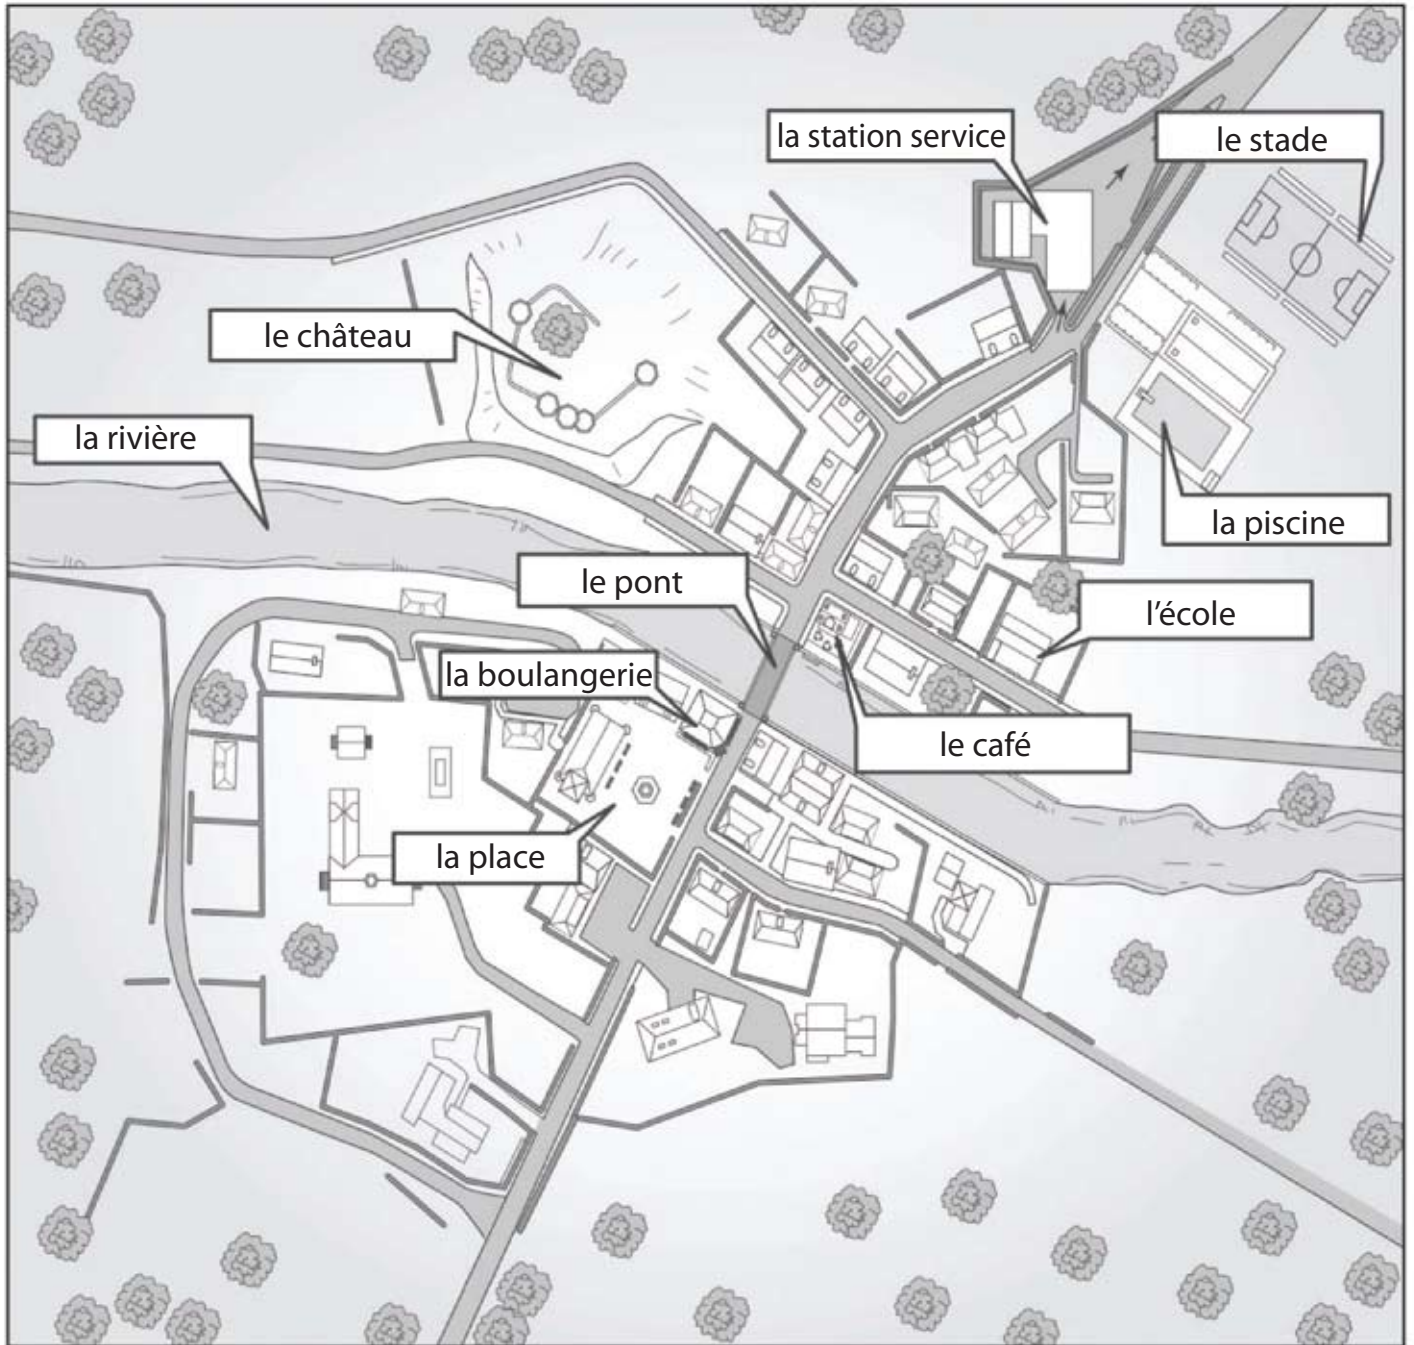 la station service
le stade
le château
la rivière
la piscine
le pont
l'école
la boulangerie
le café
la place